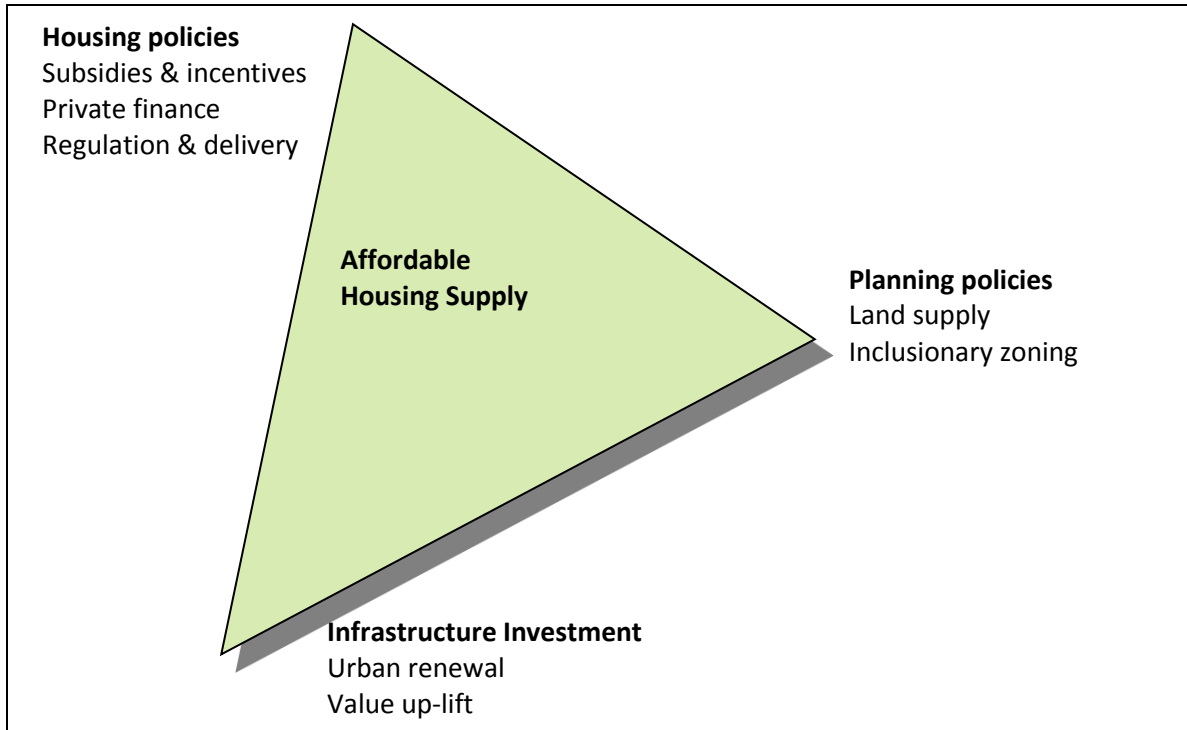 Housing policies
Subsidies & incentives
Private finance
Regulation & delivery
Affordable
Housing Supply
Planning policies
Land supply
Inclusionary zoning
Infrastructure Investment
Urban renewal
Value up-lift